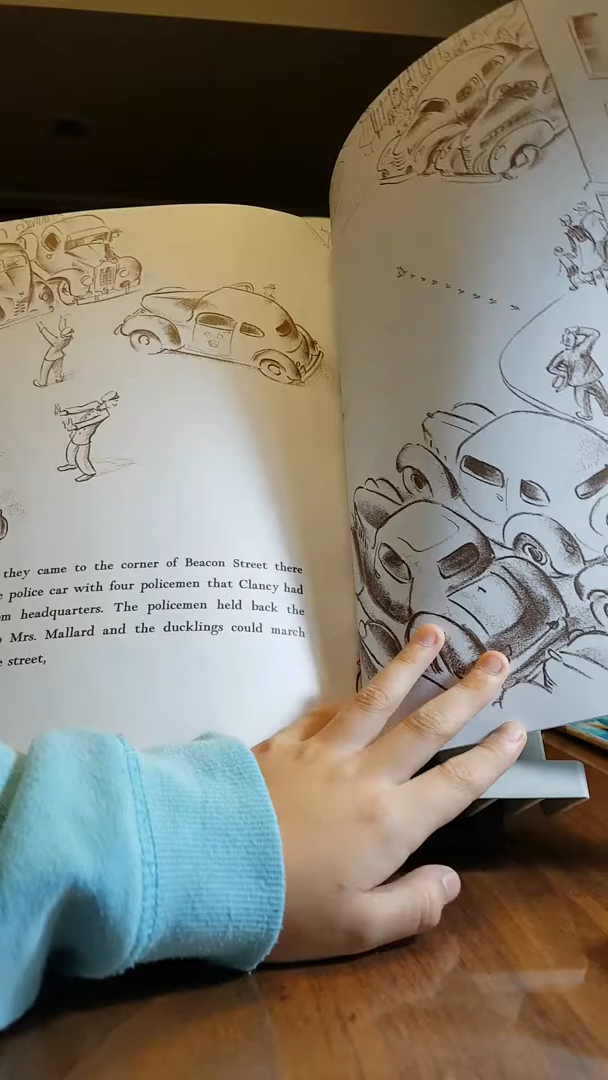 they came to the corner of Beacon Street there
police car with four policemen that Clancy had
headquarters. The policemen held back the
Mrs. Mallard and the ducklings could march
street,